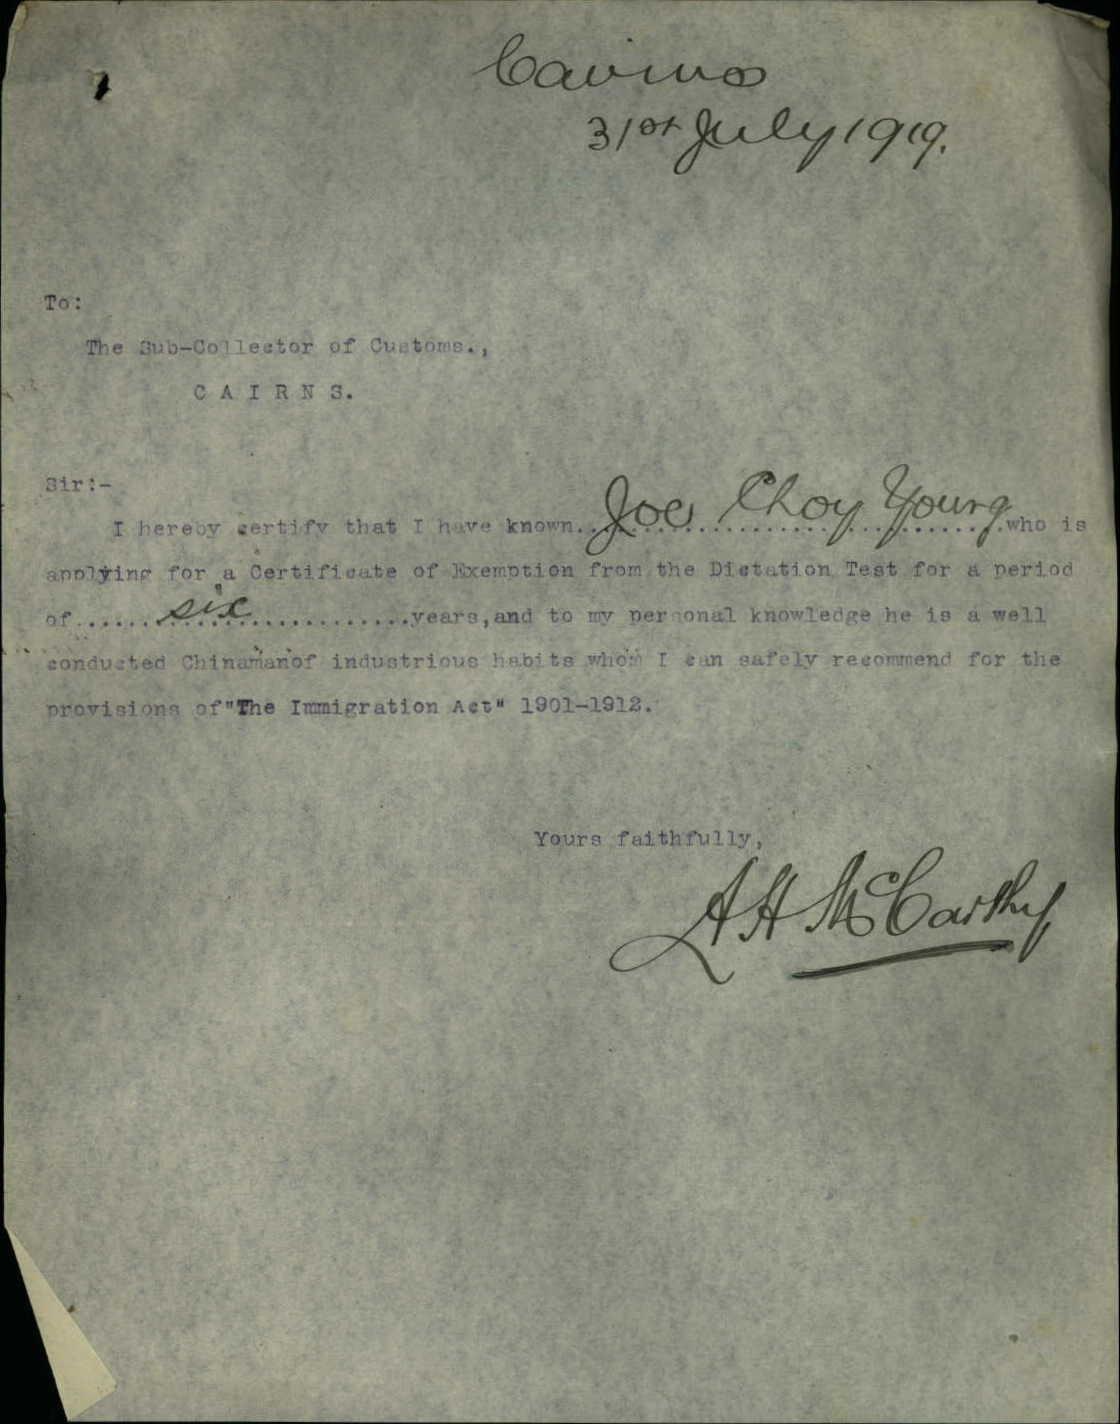 Cairns
31st July 1919.
To:
The Sub-Collector of Customs.,
C A I R N S.
Sir:-
I hereby certify that I have known..Joe Choy Young..who is
applying for a Certificate of Exemption from the Dictation Test for a period
of......six......years,and to my personal knowledge he is a well
conducted Chinaman of industrious habits whom I can safely recommend for the
provisions of"The Immigration Act" 1901-1912.
Yours faithfully,
A H McCarthy